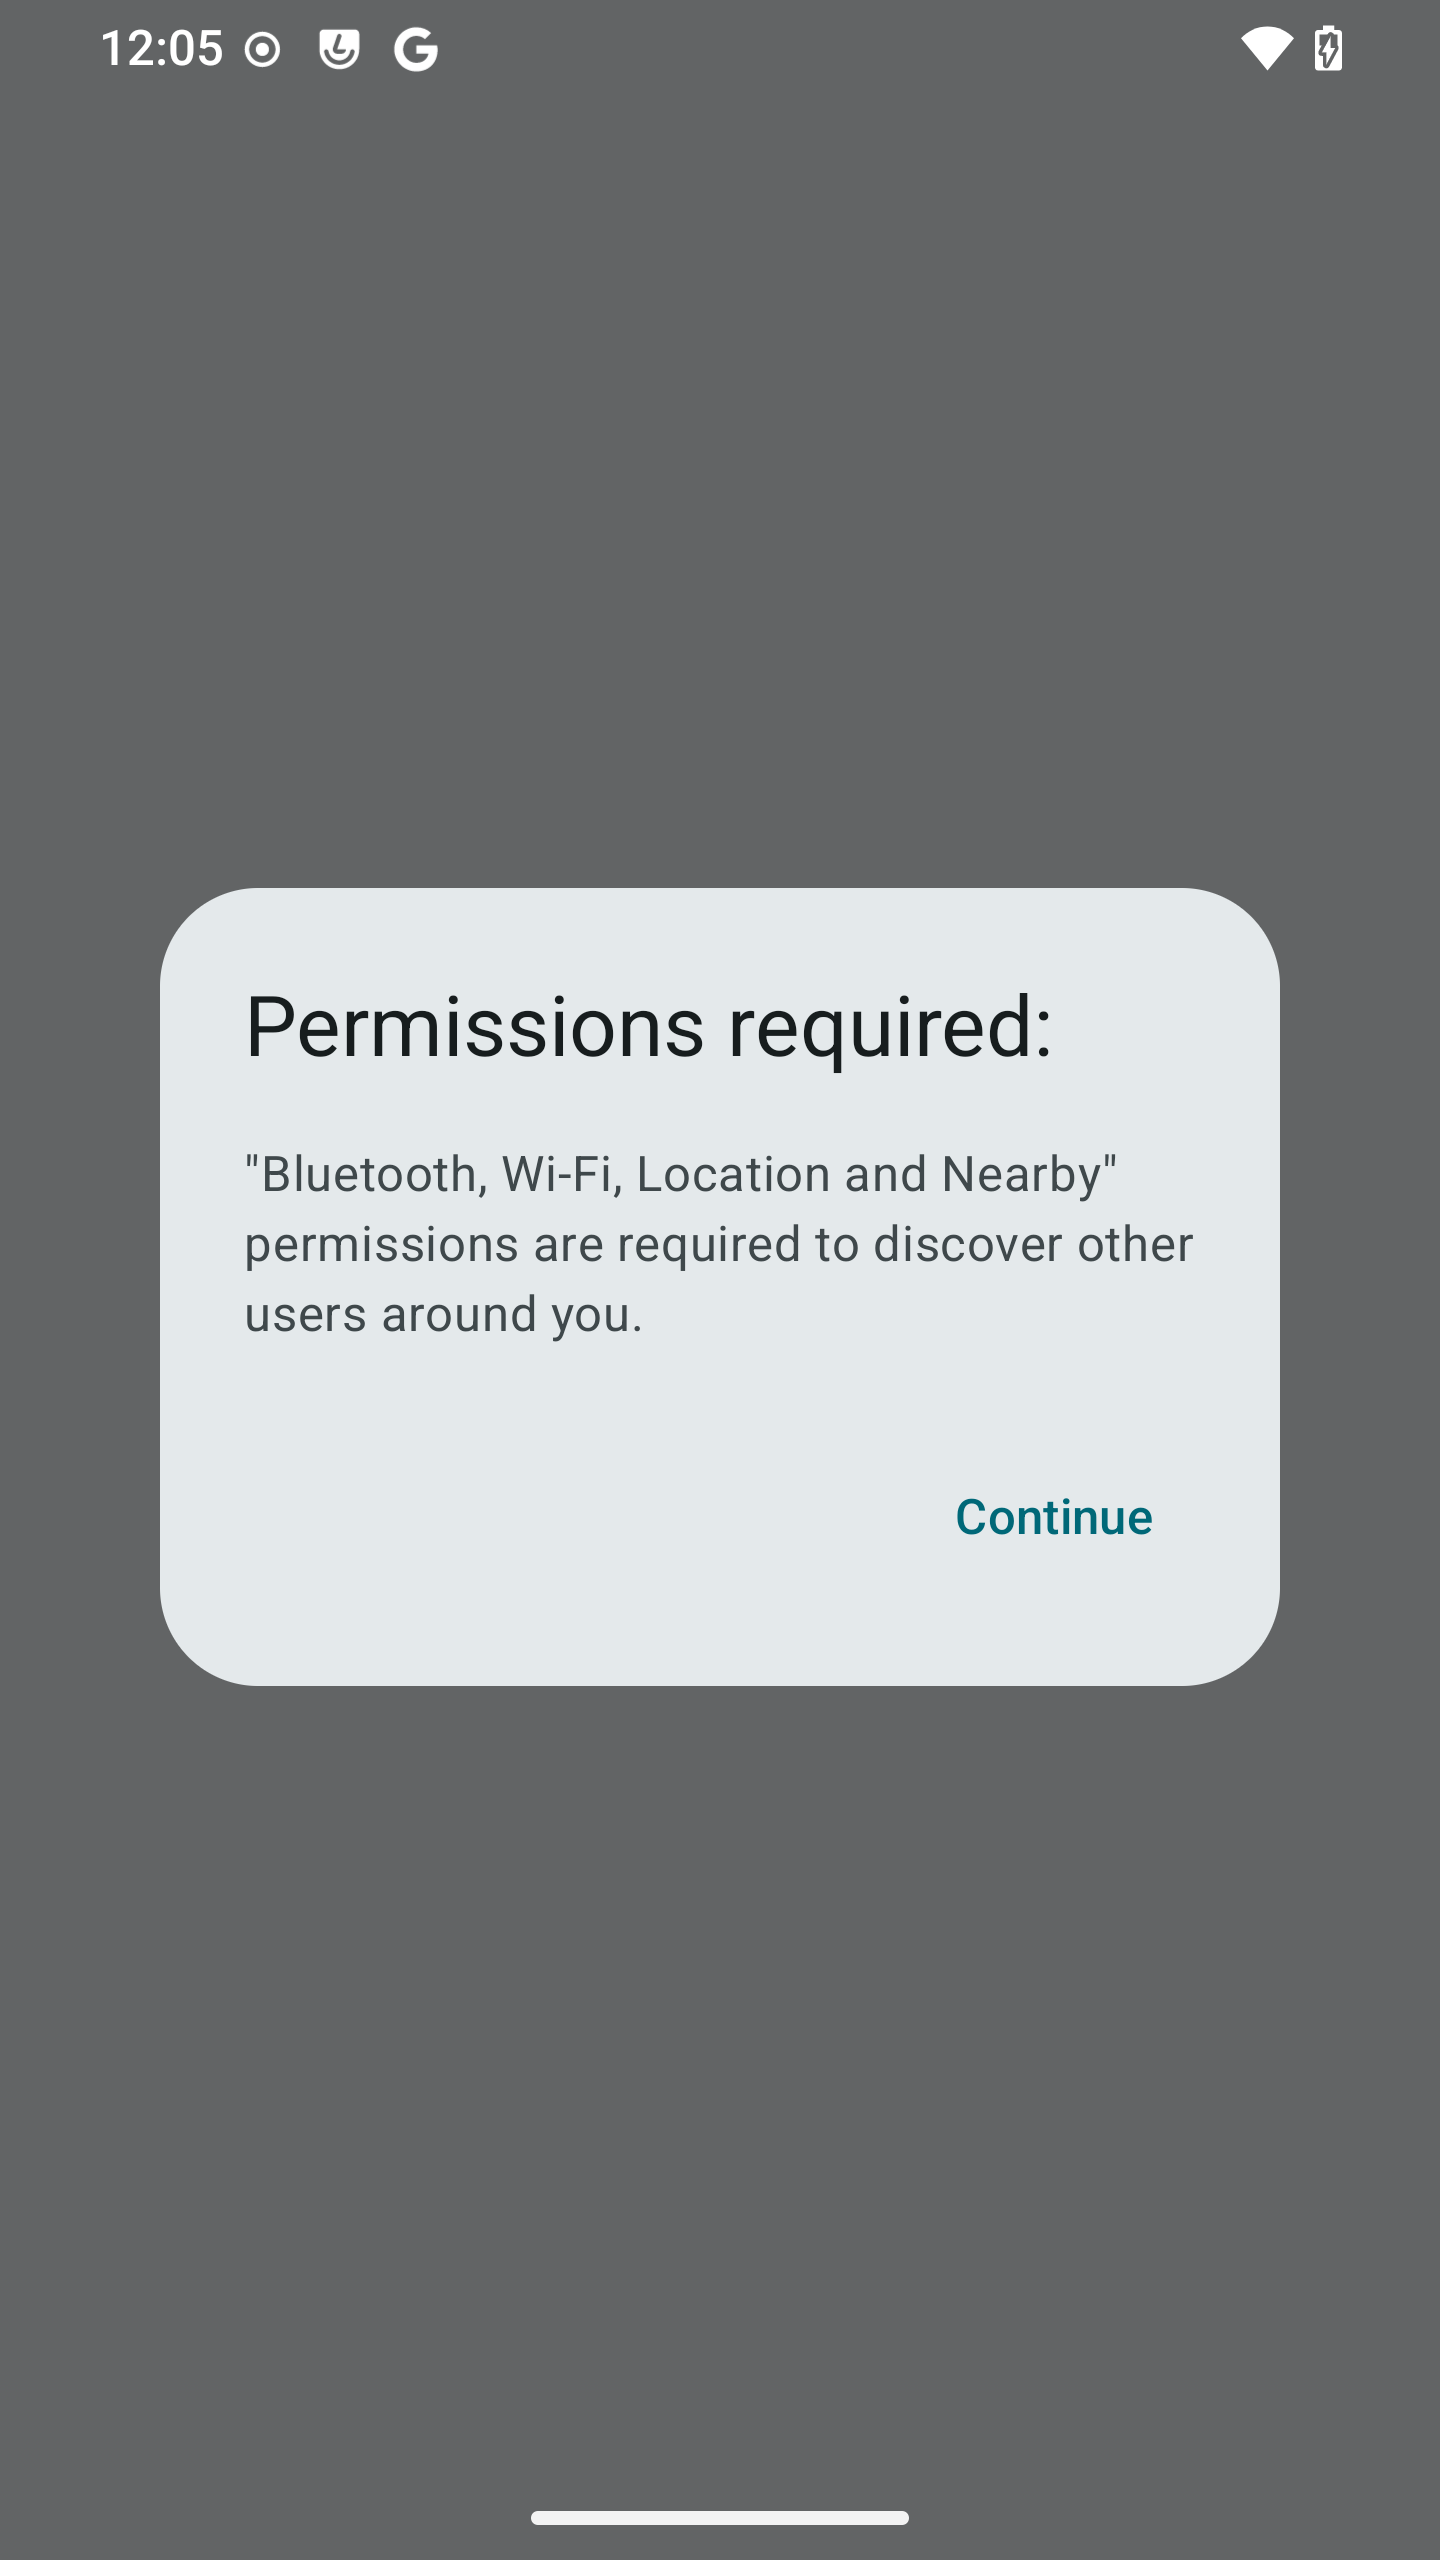 12:05
Permissions required:
"Bluetooth, Wi-Fi, Location and Nearby"
permissions are required to discover other
users around you.
Continue